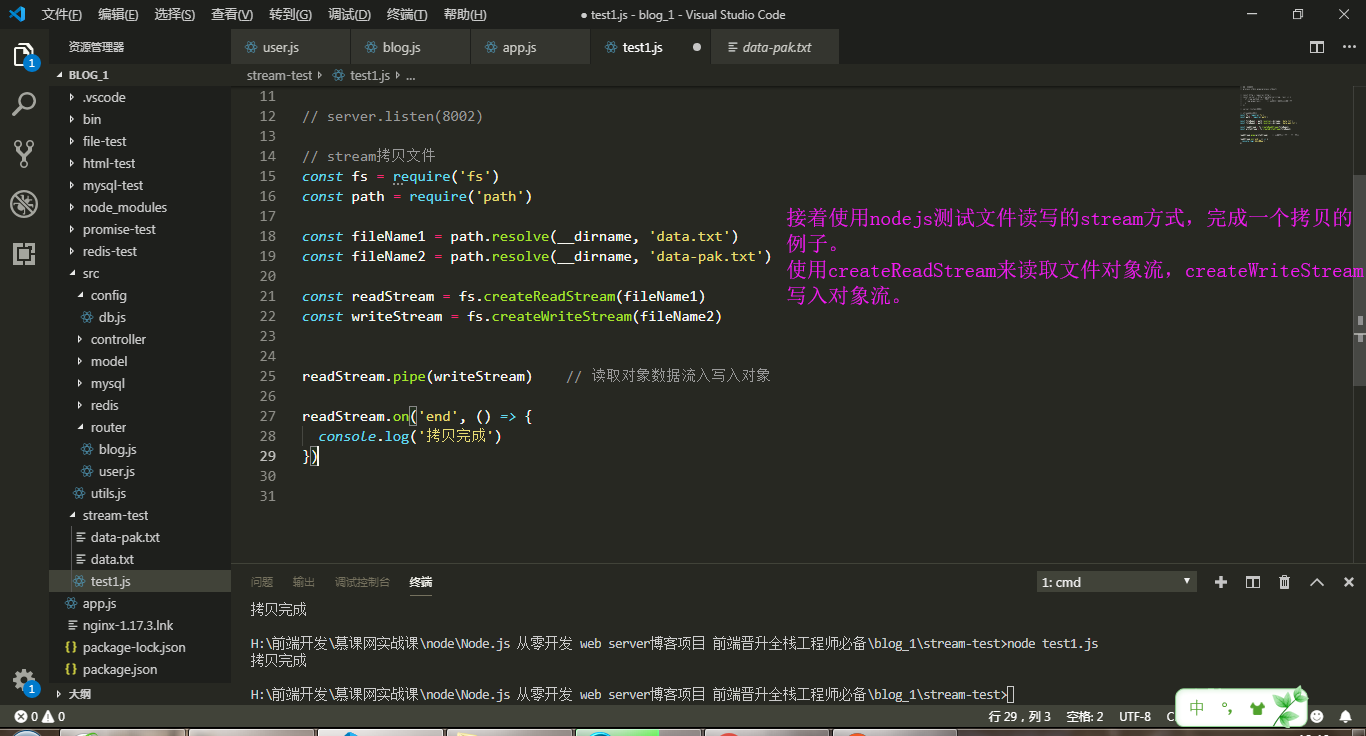 文件(F) 编辑(E) 选择(S) 查看(V) 转到(G) 调试(D) 终端(T) 帮助(H) ● test1.js - blog_1 - Visual Studio Code
资源管理器
user.js blog.js app.js test1.js ● data-pak.txt
1
BLOG_1
stream-test test1.js ...
.vscode
bin
file-test
html-test
mysql-test
node_modules
promise-test
redis-test
src
config
db.js
controller
model
mysql
redis
router
blog.js
user.js
utils.js
stream-test
data-pak.txt
data.txt
test1.js
app.js
nginx-1.17.3.lnk
package-lock.json
package.json
大纲
1
11
12 // server.listen(8002)
13
14 // stream拷贝文件
15 const fs = require('fs')
16 const path = require('path')
17
18 const fileName1 = path.resolve(__dirname, 'data.txt')
19 const fileName2 = path.resolve(__dirname, 'data-pak.txt')
20
21 const readStream = fs.createReadStream(fileName1)
22 const writeStream = fs.createWriteStream(fileName2)
23
24
25 readStream.pipe(writeStream) // 读取对象数据流入写入对象
26
27 readStream.on('end', () => {
28 console.log('拷贝完成')
29 })
30
31
接着使用nodejs测试文件读写的stream方式，完成一个拷贝的
例子。
使用createReadStream来读取文件对象流，createWriteStream
写入对象流。
问题 输出 调试控制台 终端 1: cmd
拷贝完成
H:\前端开发\慕课网实战课\node\Node.js 从零开发 web server博客项目 前端晋升全栈工程师必备\blog_1\stream-test>node test1.js
拷贝完成
H:\前端开发\慕课网实战课\node\Node.js 从零开发 web server博客项目 前端晋升全栈工程师必备\blog_1\stream-test>
0 0 行 29，列 3 空格: 2 UTF-8 C
中 °,